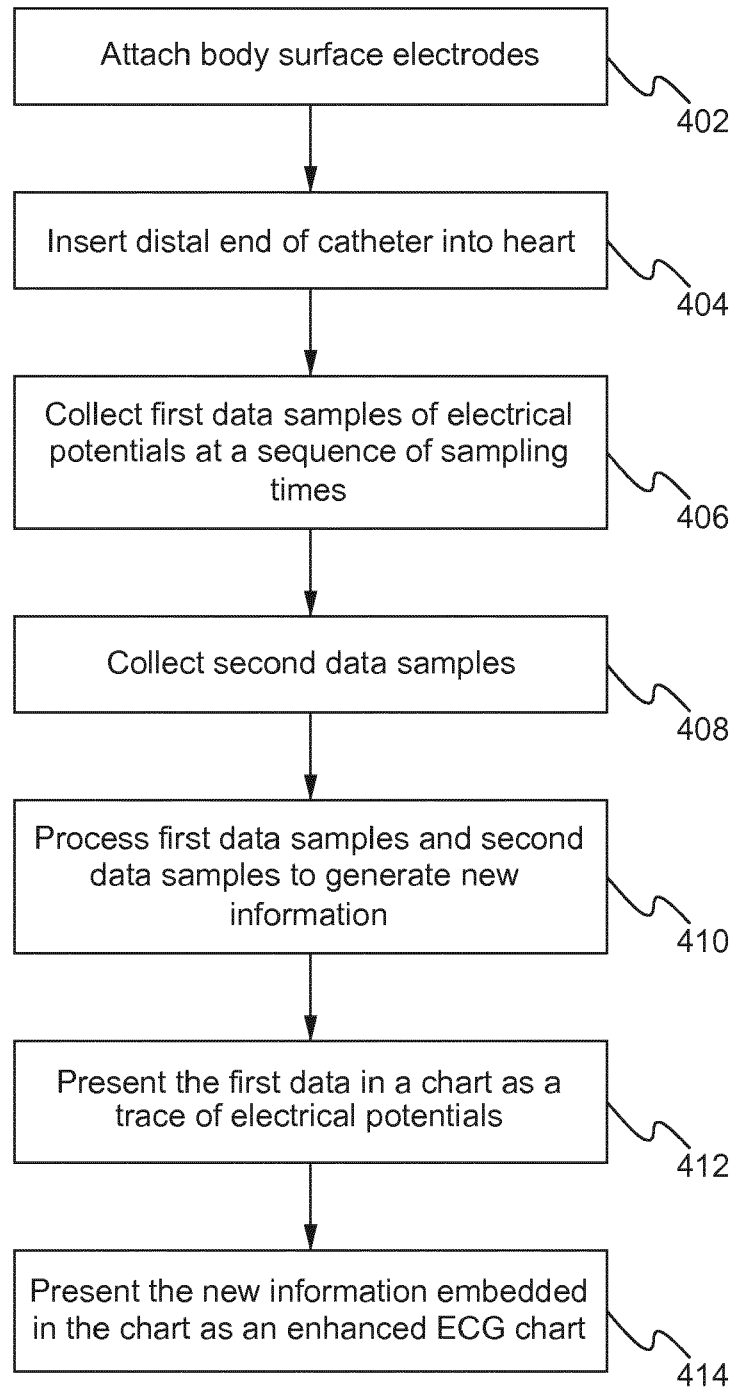 Attach body surface electrodes
402
Insert distal end of catheter into heart
404
Collect first data samples of electrical
potentials at a sequence of sampling
times
406
Collect second data samples
408
Process first data samples and second
data samples to generate new
information
410
Present the first data in a chart as a
trace of electrical potentials
412
Present the new information embedded
in the chart as an enhanced ECG chart
414